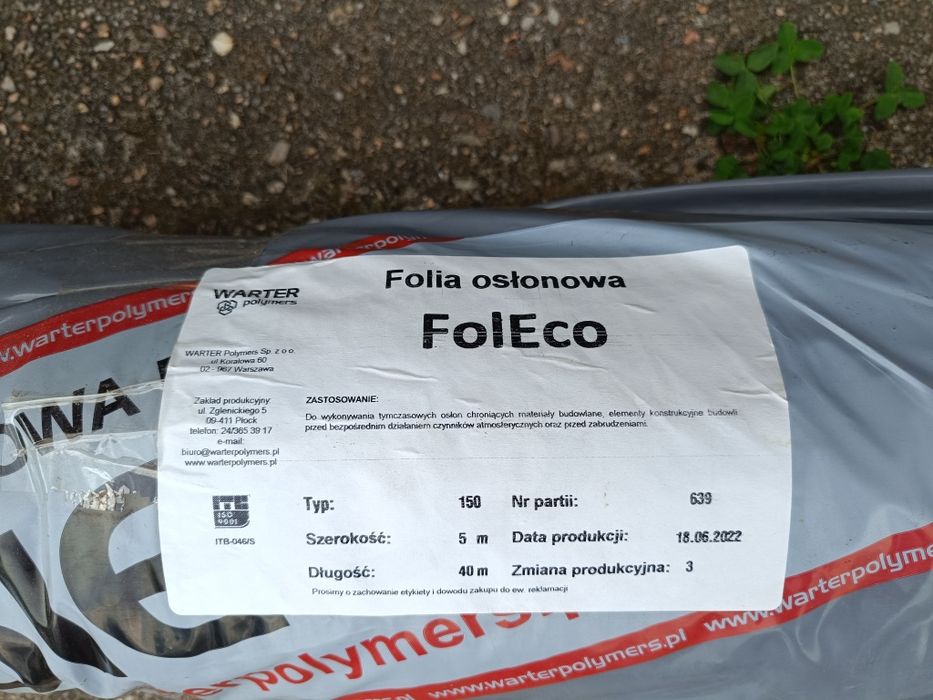 www.warterpolymers
OWA
WARTER
polymers
Folia osłonowa
FolEco
WARTER Polymers Sp. z o.o.
ul Koralowa 60
02 - 967 Warszawa
Zakład produkcyjny:
ul. Zglenickiego 5
09-411 Płock
telefon: 24/365 39 17
e-mail:
biuro@warterpolymers.pl
www.warterpolymers.pl
ITB
ISO
9001
ITB-046/S
ZASTOSOWANIE:
Do wykonywania tymczasowych osłon chroniących materiały budowlane, elementy konstrukcyjne budowli
przed bezpośrednim działaniem czynników atmosferycznych oraz przed zabrudzeniami.
Typ: 150 Nr partii: 639
Szerokość: 5 m Data produkcji: 18.06.2022
Długość: 40 m Zmiana produkcyjna: 3
Prosimy o zachowanie etykiety i dowodu zakupu do ew. reklamacji
erpolymers.
www.warterpolymers.pl www.warterpolyme